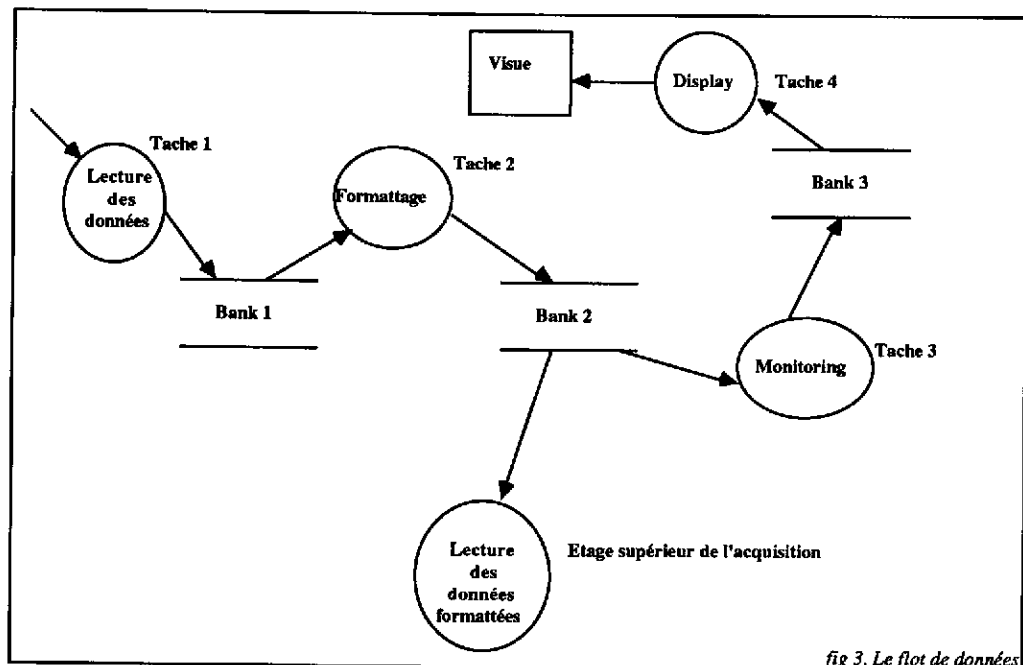 Visue
Display
Tache 4
Tache 1
Lecture
des
données
Tache 2
Formattage
Bank 3
Bank 1
Bank 2
Monitoring
Tache 3
Lecture
des
données
formattées
Etage supérieur de l'acquisition
fig 3. Le flot de données